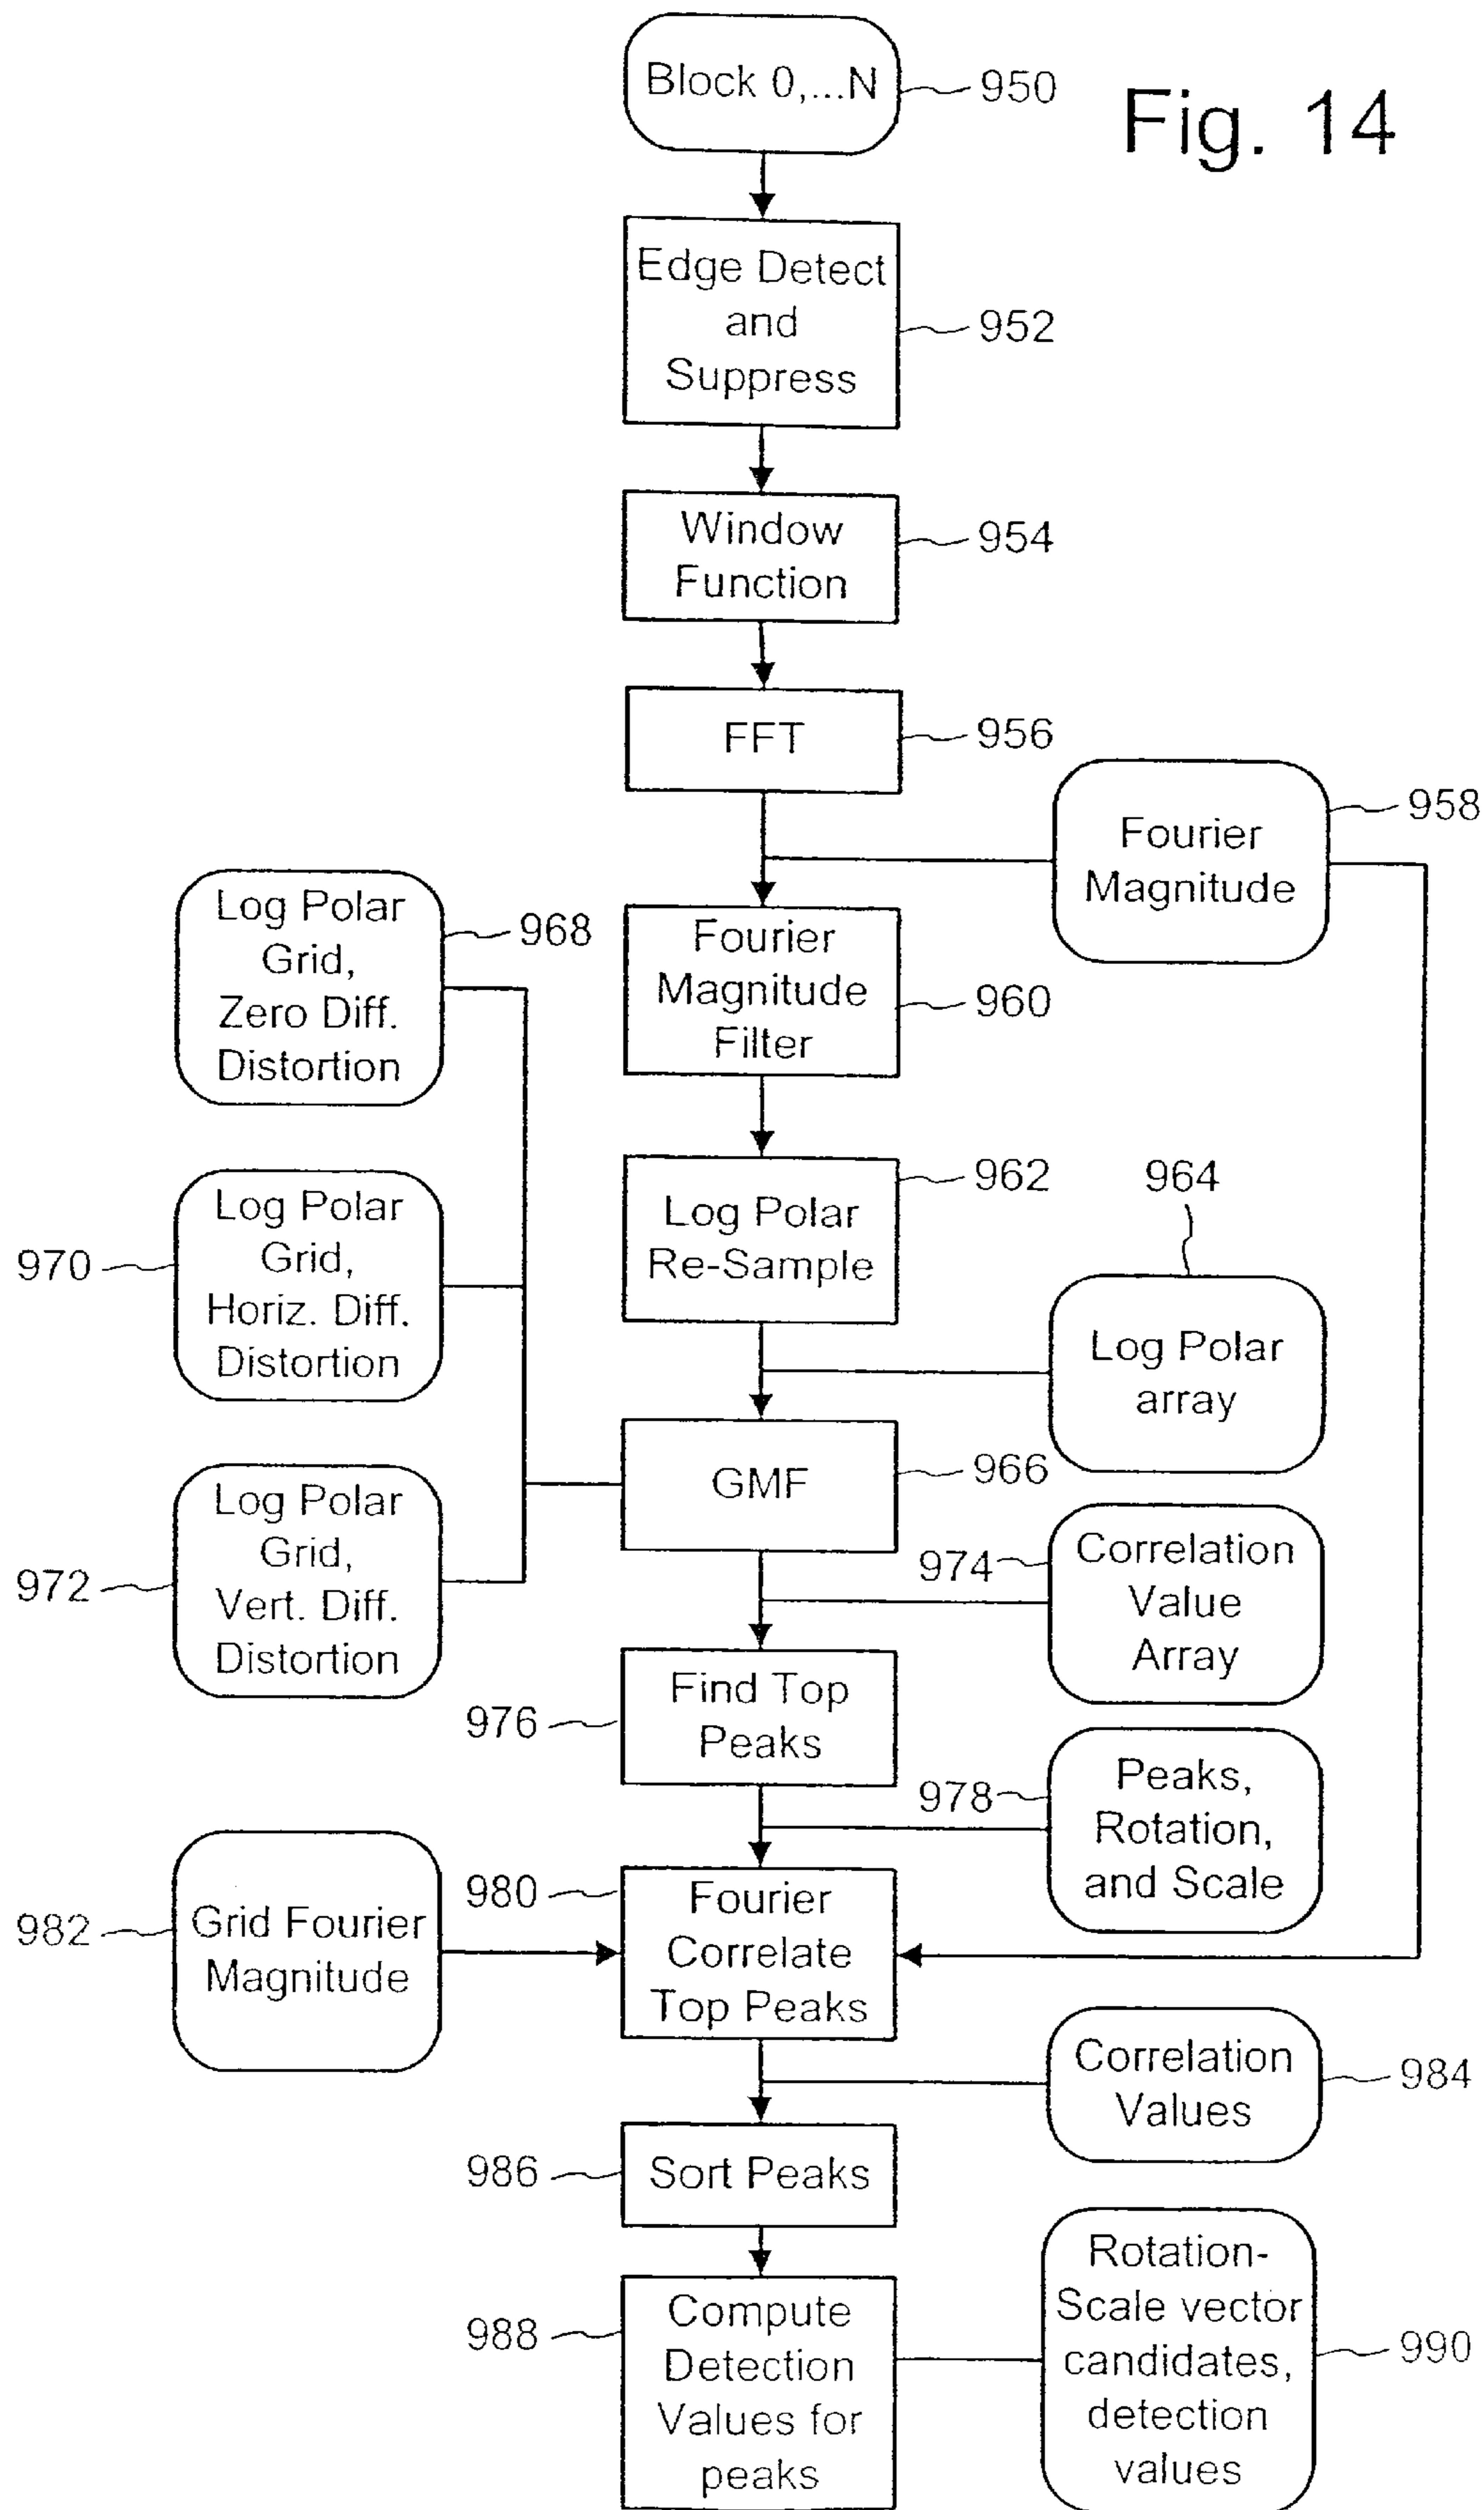 Fig. 14
Block 0,...N
950
Edge Detect
and
Suppress
952
Window
Function
954
FFT
956
Fourier
Magnitude
958
Fourier
Magnitude
Filter
960
Log Polar
Grid,
Zero Diff.
Distortion
968
Log Polar
Re-Sample
962
964
Log Polar
array
Log Polar
Grid,
Horiz. Diff.
Distortion
970
GMF
966
Log Polar
Grid,
Vert. Diff.
Distortion
972
974
Correlation
Value
Array
976
Find Top
Peaks
978
Peaks,
Rotation,
and Scale
980
Fourier
Correlate
Top Peaks
982
Grid Fourier
Magnitude
Correlation
Values
984
986
Sort Peaks
988
Compute
Detection
Values for
peaks
Rotation-
Scale vector
candidates,
detection
values
990